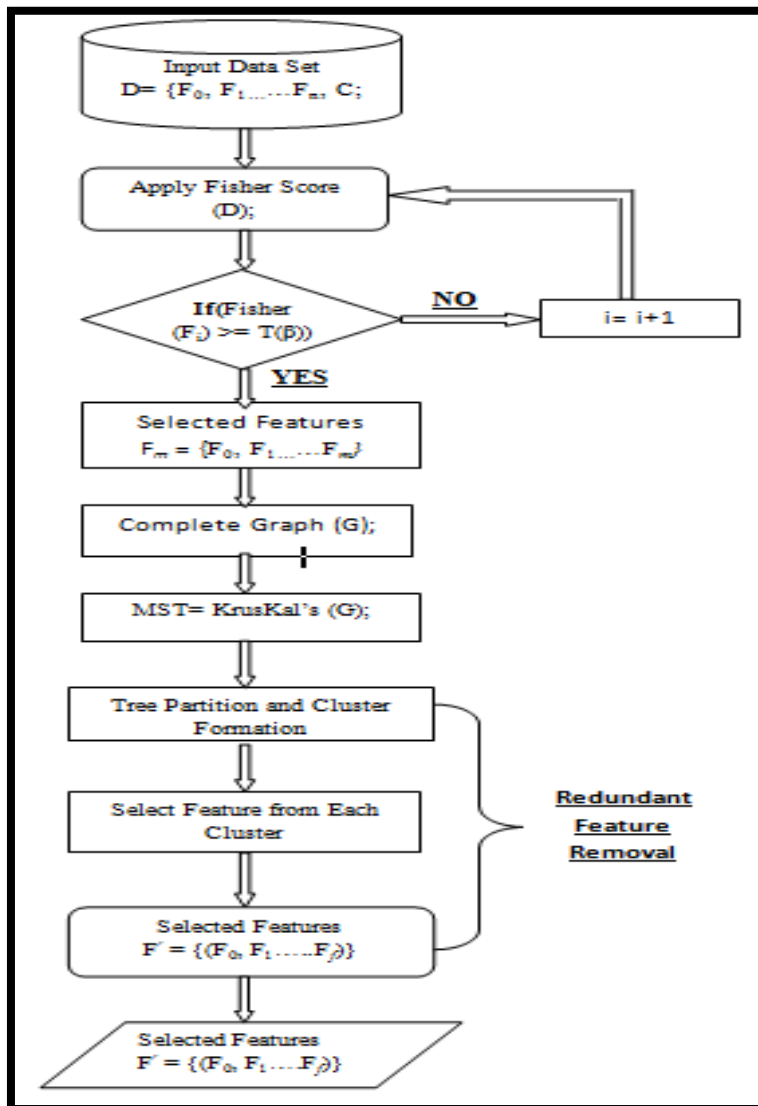 Input Data Set
D= {F₀, F₁...…..Fₙ, C;
Apply Fisher Score
(D);
If(Fisher
(Fᵢ) >= T(β))
NO
i= i+1
YES
Selected Features
Fₘ = {F₀, F₁...…..Fₘ}
Complete Graph (G);
MST= KrusKal’s (G);
Tree Partition and Cluster
Formation
Select Feature from Each
Cluster
Redundant
Feature
Removal
Selected Features
F′ = {(F₀, F₁ …..Fⱼ)}
Selected Features
F′ = {(F₀, F₁ ….Fⱼ)}